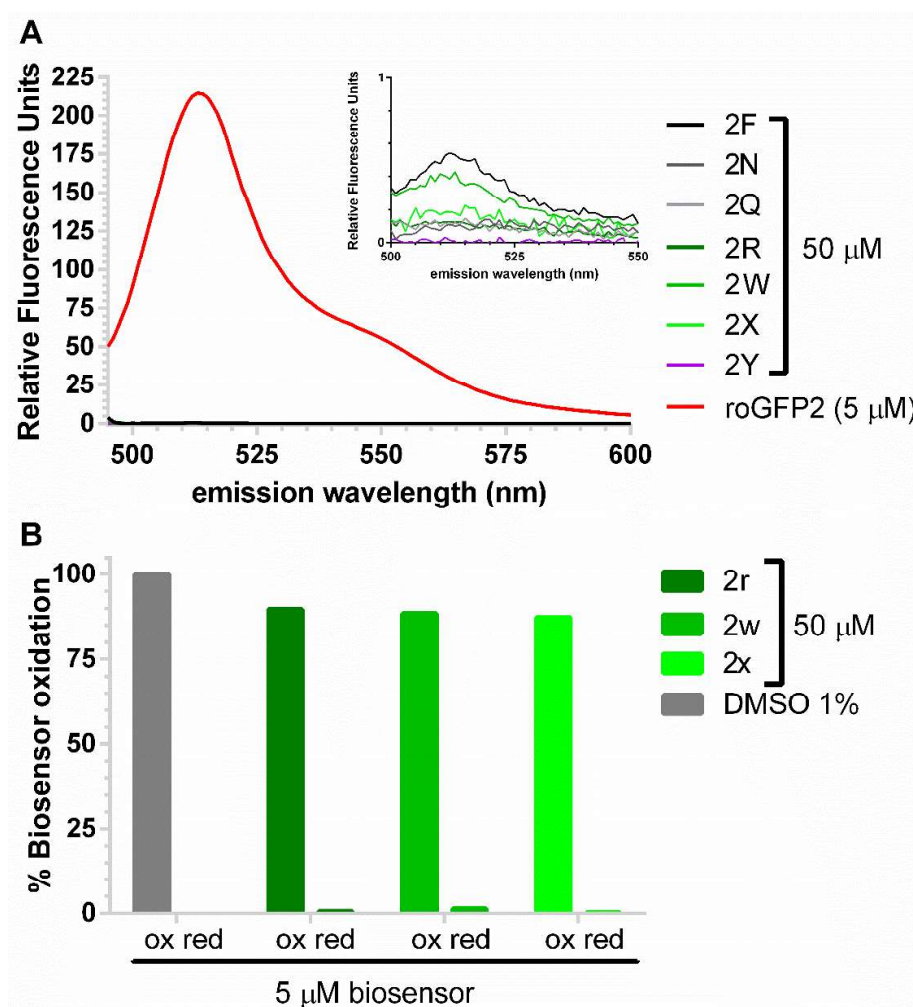 A
Relative Fluorescence Units
225
200
175
150
125
100
75
50
25
0
500 525 550 575 600
emission wavelength (nm)
Relative Fluorescence Units
1
0
500 525 550
emission wavelength (nm)
2F
2N
2Q
2R
2W
2X
2Y
50 μM
roGFP2 (5 μM)
B
% Biosensor oxidation
100
75
50
25
0
ox red ox red ox red ox red
5 μM biosensor
2r
2w
2x
50 μM
DMSO 1%